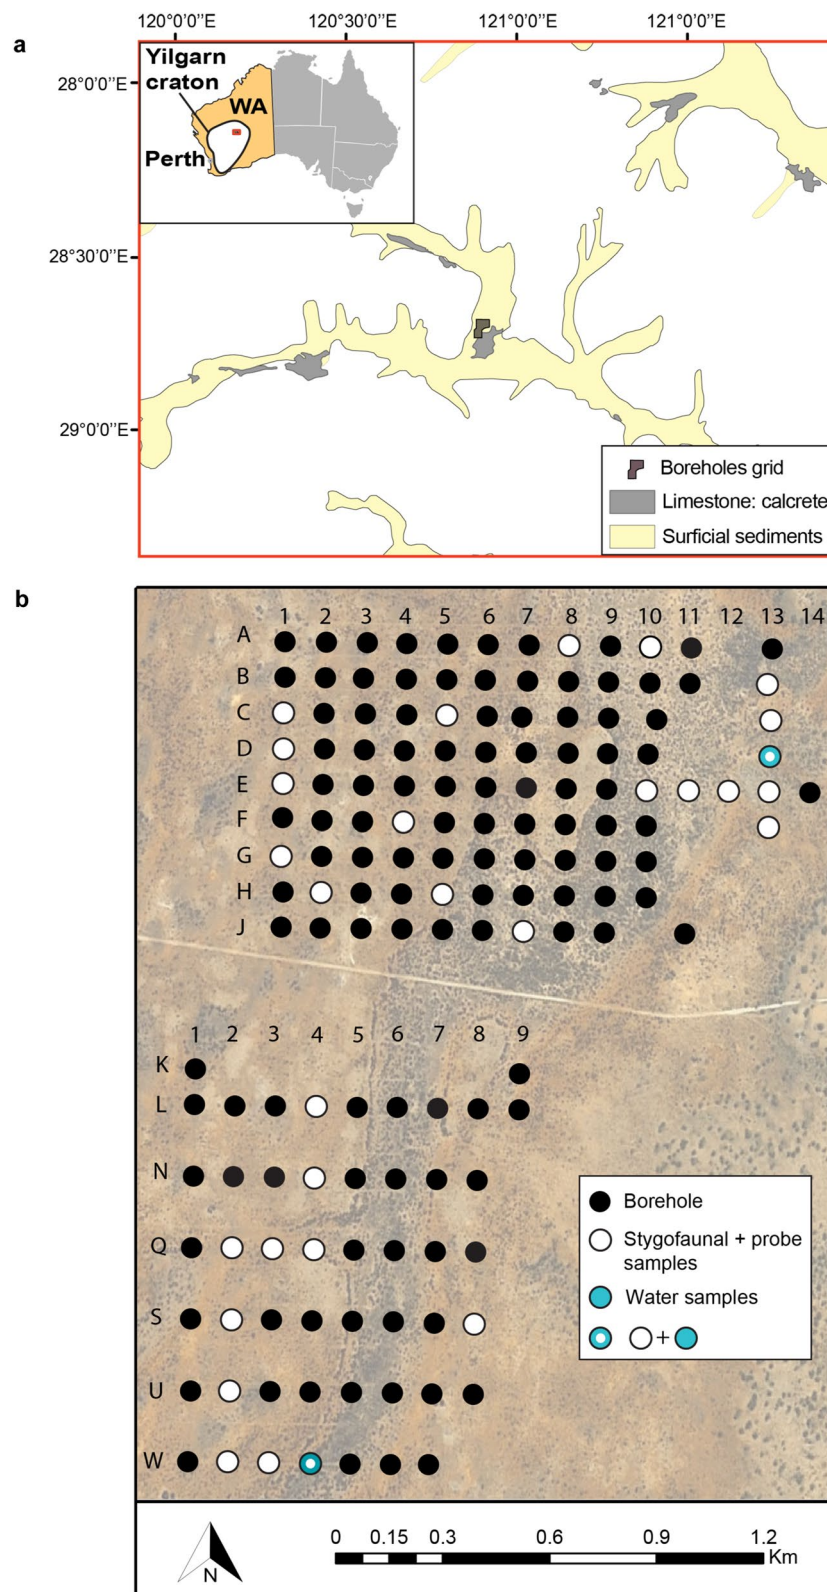 120°0’0’’E 120°30’0’’E 121°0’0’’E 121°0’0’’E
a
Yilgarn
craton
WA
Perth
28°0’0’’E
28°30’0’’E
29°0’0’’E
Boreholes grid
Limestone: calcrete
Surficial sediments
b
1 2 3 4 5 6 7 8 9 10 11 12 13 14
A
B
C
D
E
F
G
H
J
1 2 3 4 5 6 7 8 9
K
L
N
Q
S
U
W
Borehole
Stygofaunal + probe
samples
Water samples
+
N
0 0.15 0.3 0.6 0.9 1.2
Km